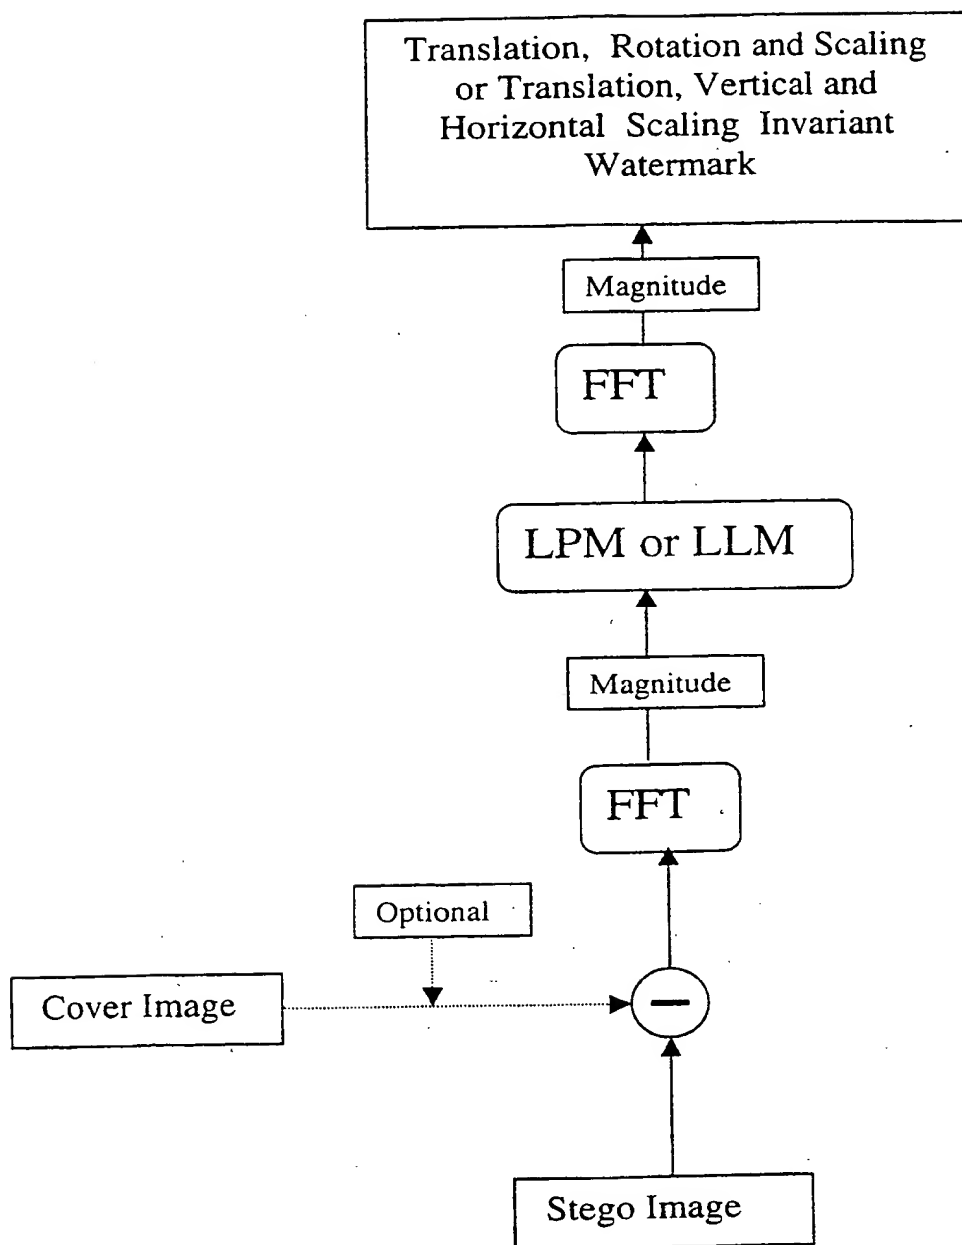 Translation, Rotation and Scaling
or Translation, Vertical and
Horizontal Scaling Invariant
Watermark
Magnitude
FFT
LPM or LLM
Magnitude
FFT
Optional
Cover Image
Stego Image